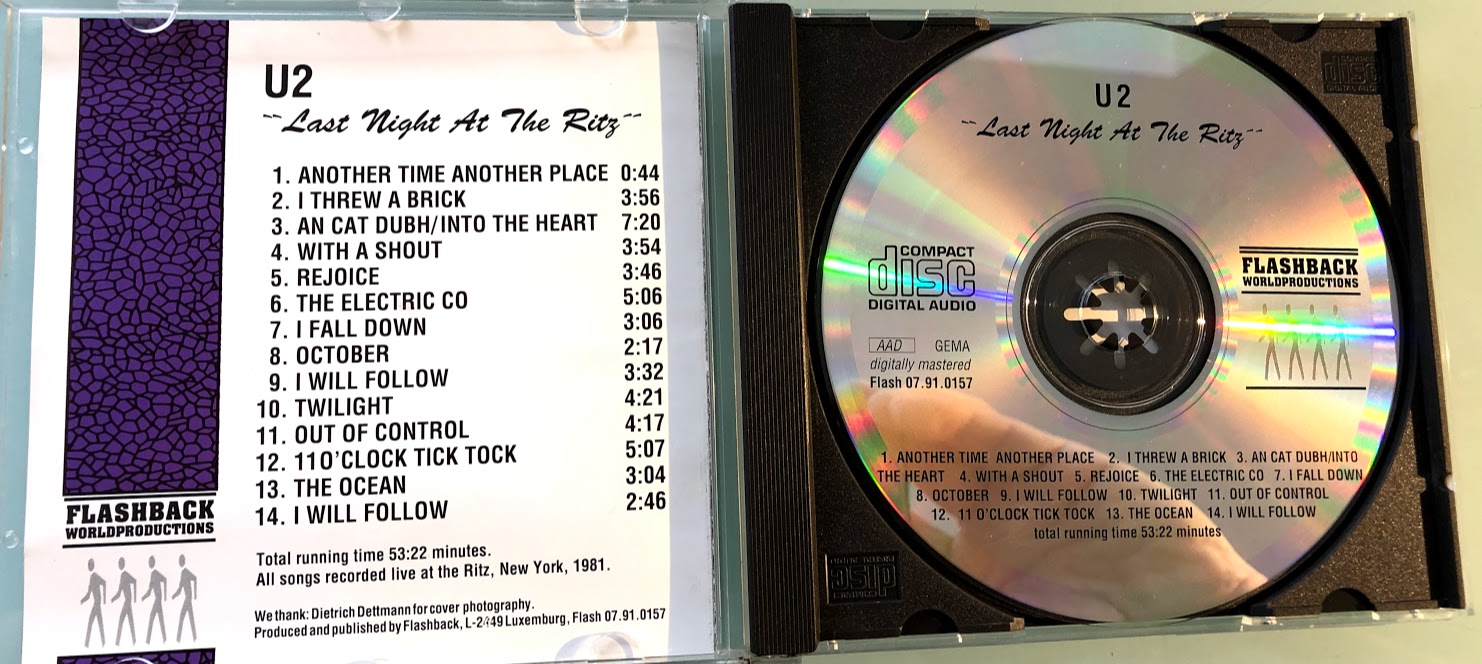 U2
~Last Night At The Ritz~
1. ANOTHER TIME ANOTHER PLACE 0:44
2. I THREW A BRICK 3:56
3. AN CAT DUBH/INTO THE HEART 7:20
4. WITH A SHOUT 3:54
5. REJOICE 3:46
6. THE ELECTRIC CO 5:06
7. I FALL DOWN 3:06
8. OCTOBER 2:17
9. I WILL FOLLOW 3:32
10. TWILIGHT 4:21
11. OUT OF CONTROL 4:17
12. 11O'CLOCK TICK TOCK 5:07
13. THE OCEAN 3:04
14. I WILL FOLLOW 2:46
Total running time 53:22 minutes.
All songs recorded live at the Ritz, New York, 1981.
We thank: Dietrich Dettmann for cover photography.
Produced and published by Flashback, L-2449 Luxemburg, Flash 07.91.0157
FLASHBACK
WORLDPRODUCTIONS
U2
~Last Night At The Ritz~
COMPACT
disc
DIGITAL AUDIO
AAD GEMA
digitally mastered
Flash 07.91.0157
FLASHBACK
WORLDPRODUCTIONS
1. ANOTHER TIME ANOTHER PLACE 2. I THREW A BRICK 3. AN CAT DUBH/INTO
THE HEART 4. WITH A SHOUT 5. REJOICE 6. THE ELECTRIC CO 7. I FALL DOWN
8. OCTOBER 9. I WILL FOLLOW 10. TWILIGHT 11. OUT OF CONTROL
12. 11 O'CLOCK TICK TOCK 13. THE OCEAN 14. I WILL FOLLOW
total running time 53:22 minutes
disc
DIGITAL AUDIO
COMPACT
disc
DIGITAL AUDIO